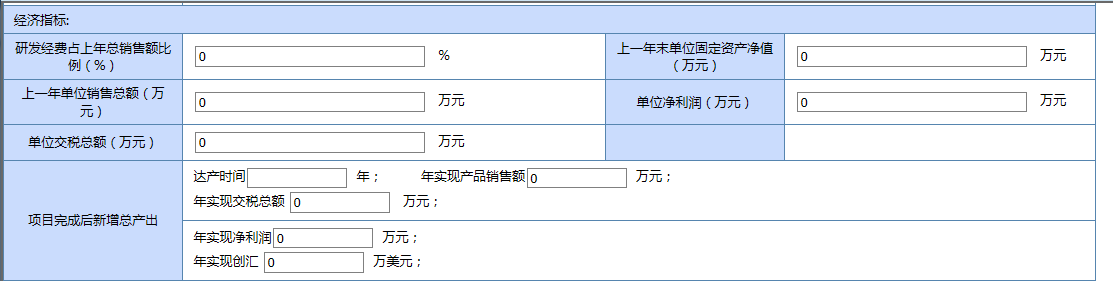 经济指标:
研发经费占上年总销售额比
例（%）
0
%
上一年末单位固定资产净值
（万元）
0
万元
上一年单位销售总额（万
元）
0
万元
单位净利润（万元）
0
万元
单位交税总额（万元）
0
万元
项目完成后新增总产出
达产时间 年； 年实现产品销售额 0 万元；
年实现交税总额 0 万元；
年实现净利润 0 万元；
年实现创汇 0 万美元；